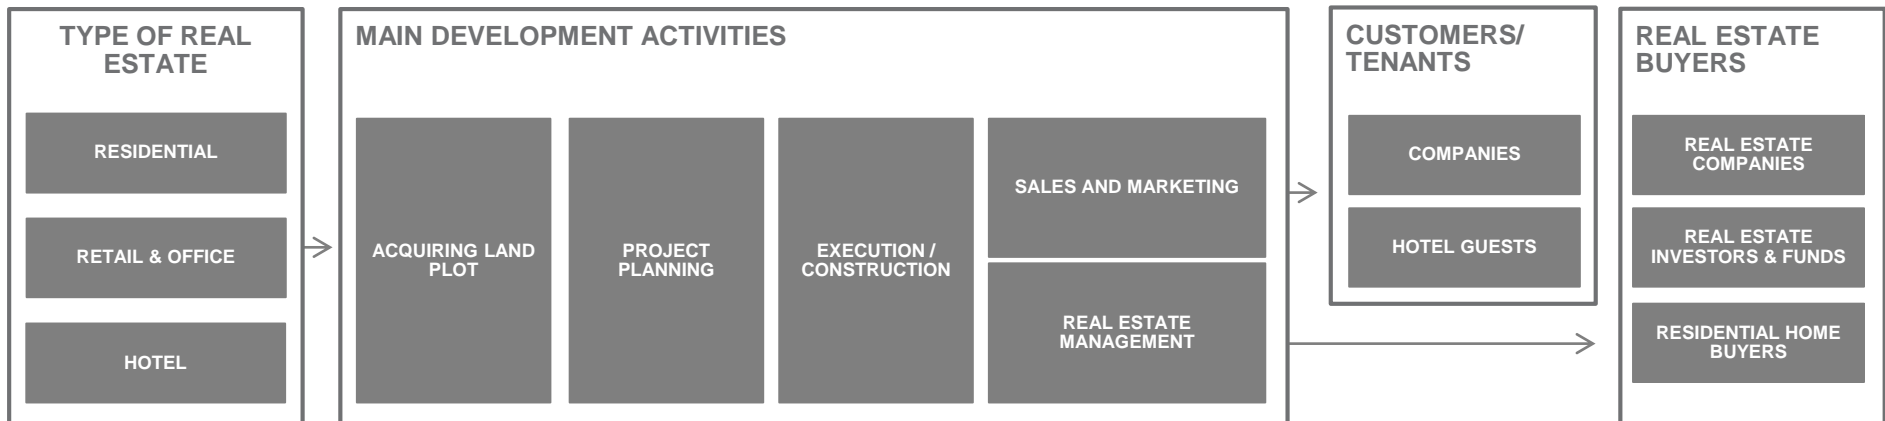 TYPE OF REAL
ESTATE
RESIDENTIAL
RETAIL & OFFICE
HOTEL
MAIN DEVELOPMENT ACTIVITIES
ACQUIRING LAND
PLOT
PROJECT
PLANNING
EXECUTION /
CONSTRUCTION
SALES AND MARKETING
REAL ESTATE
MANAGEMENT
CUSTOMERS/
TENANTS
COMPANIES
HOTEL GUESTS
REAL ESTATE
BUYERS
REAL ESTATE
COMPANIES
REAL ESTATE
INVESTORS & FUNDS
RESIDENTIAL HOME
BUYERS